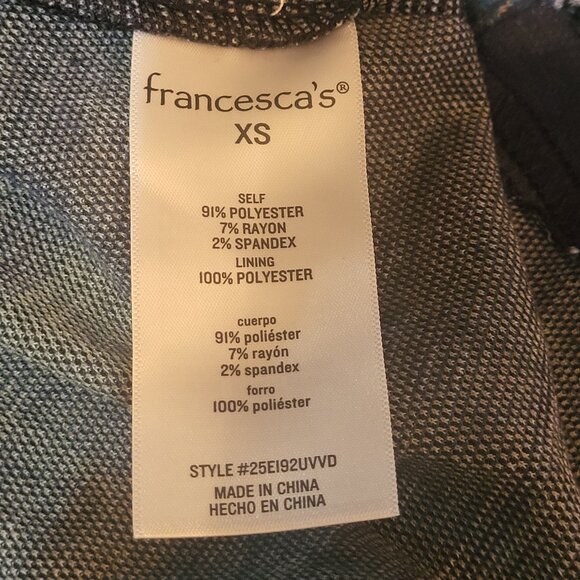 francesca's®
XS
SELF
91% POLYESTER
7% RAYON
2% SPANDEX
LINING
100% POLYESTER
cuerpo
91% poliéster
7% rayón
2% spandex
forro
100% poliéster
STYLE #25EI92UVVD
MADE IN CHINA
HECHO EN CHINA